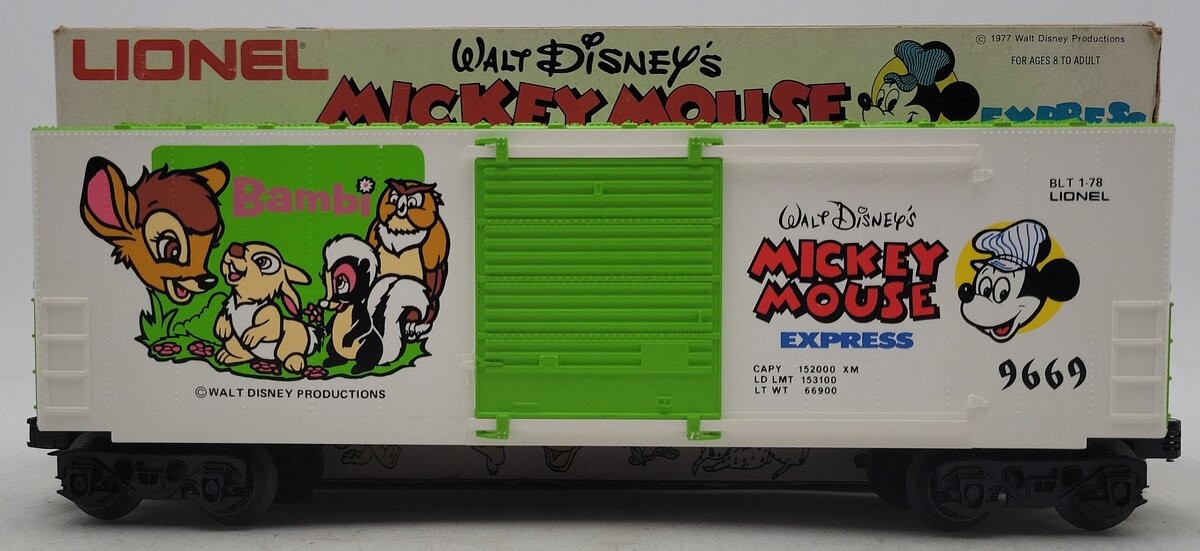 LIONEL
WALT DISNEY'S
MICKEY MOUSE
EXPRESS
© 1977 Walt Disney Productions
FOR AGES 8 TO ADULT
Bambi
© WALT DISNEY PRODUCTIONS
WALT DISNEY'S
MICKEY
MOUSE
EXPRESS
CAPY 152000 XM
LD LMT 153100
LT WT 66900
BLT 1-78
LIONEL
9669